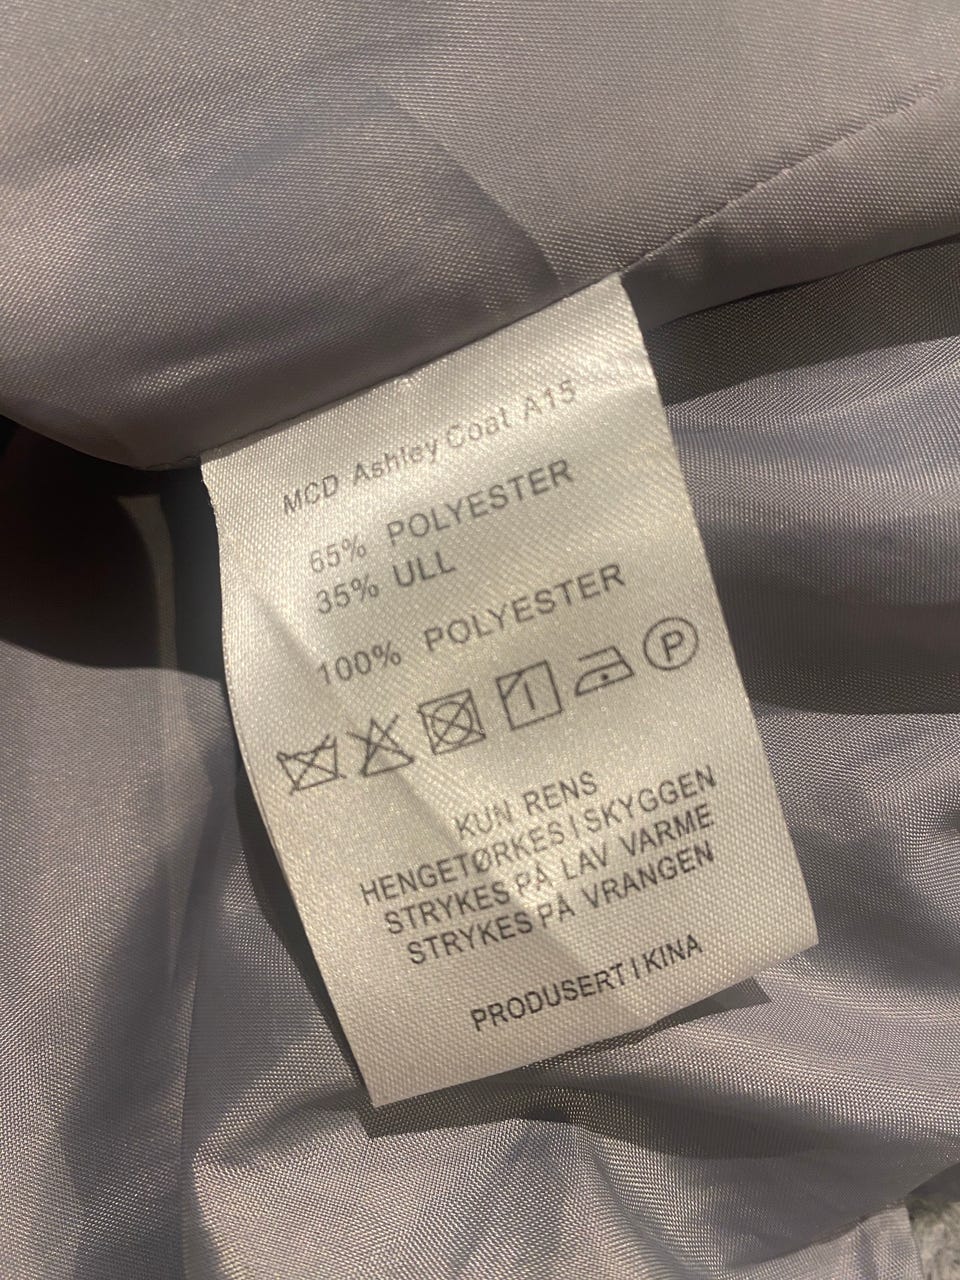 MCD Ashley Coat A15
65% POLYESTER
35% ULL
100% POLYESTER
P
KUN RENS
HENGETØRKES I SKYGGEN
STRYKES PÅ LAV VARME
STRYKES PÅ VRANGEN
PRODUSERT I KINA